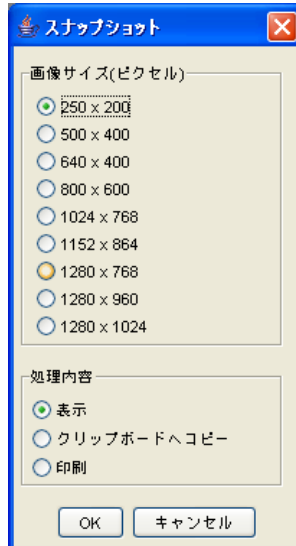 スナップショット
画像サイズ(ピクセル)
250 x 200
500 x 400
640 x 400
800 x 600
1024 x 768
1152 x 864
1280 x 768
1280 x 960
1280 x 1024
処理内容
表示
クリップボードへコピー
印刷
OK キャンセル